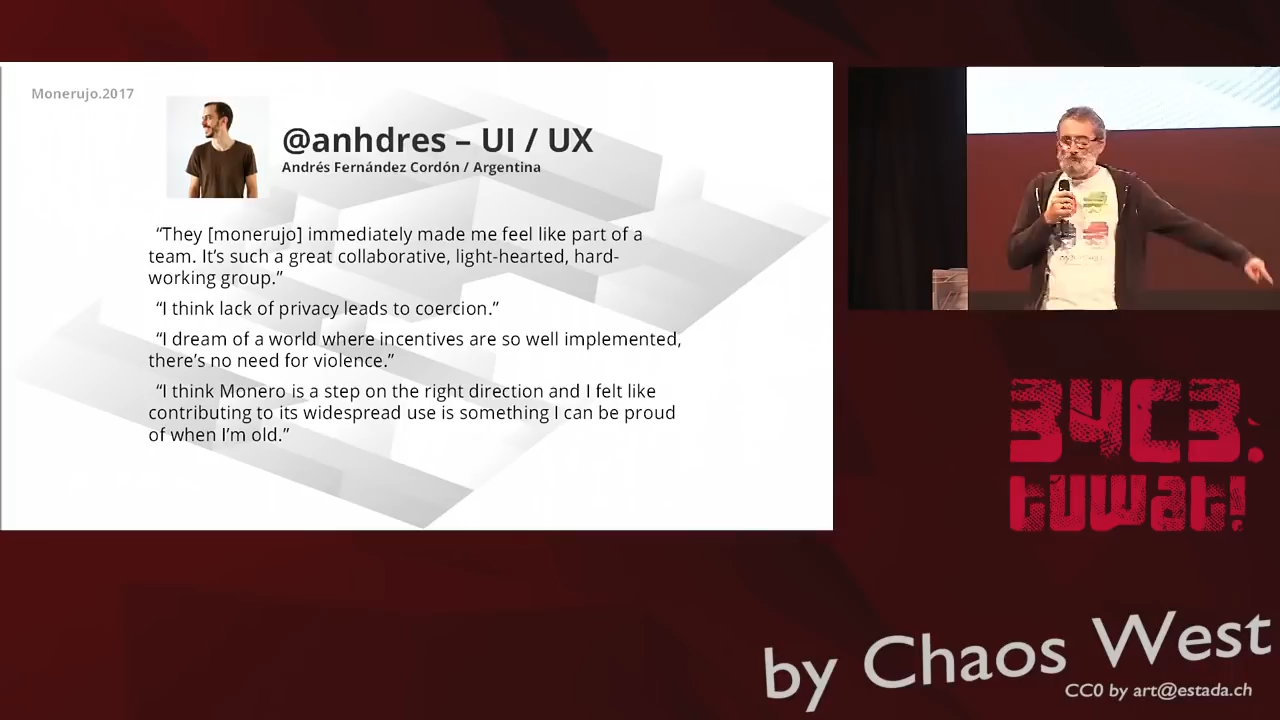 Monerujo.2017
@anhdres – UI / UX
Andrés Fernández Cordón / Argentina
“They [monerujo] immediately made me feel like part of a
team. It’s such a great collaborative, light-hearted, hard-
working group.”
“I think lack of privacy leads to coercion.”
“I dream of a world where incentives are so well implemented,
there’s no need for violence.”
“I think Monero is a step on the right direction and I felt like
contributing to its widespread use is something I can be proud
of when I’m old.”
34C3:
tuwat!
by Chaos West
CC0 by art@estada.ch